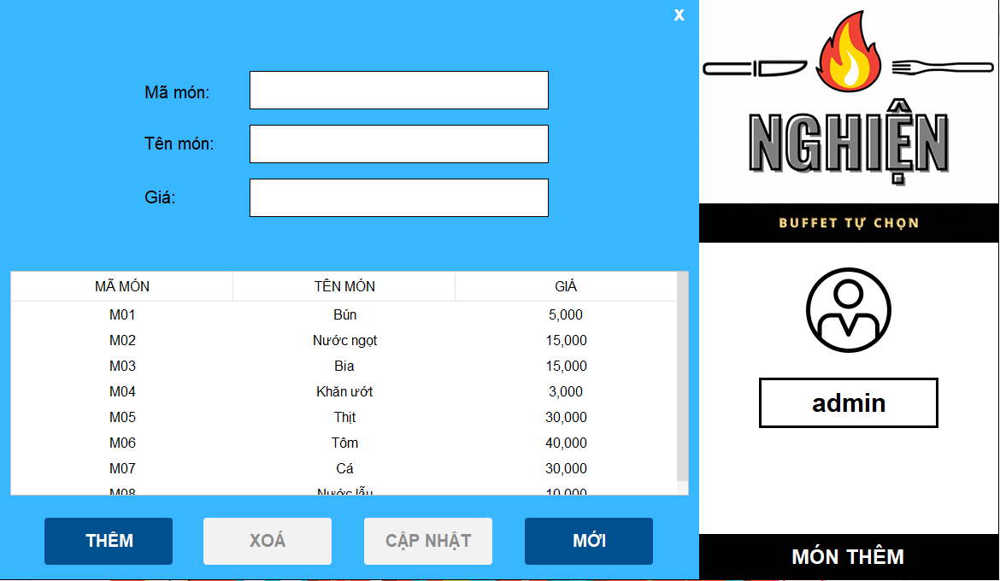 X
Mã món:
Tên món:
Giá:
MÃ MÓN TÊN MÓN GIÁ
M01 Bún 5,000
M02 Nước ngọt 15,000
M03 Bia 15,000
M04 Khăn ướt 3,000
M05 Thịt 30,000
M06 Tôm 40,000
M07 Cá 30,000
M08 Nước lẩu 10,000
THÊM XOÁ CẬP NHẬT MỚI
NGHIỆN
BUFFET TỰ CHỌN
admin
MÓN THÊM